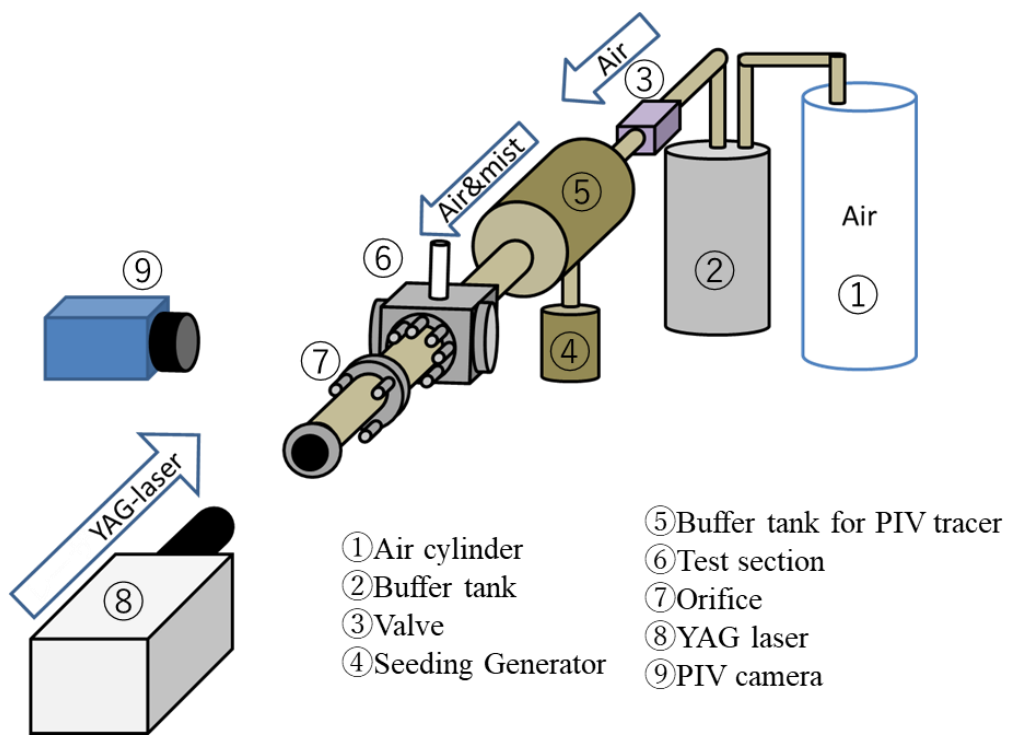 Air
③
Air&mist
⑤
⑥
⑨
②
Air
①
④
⑦
YAG-laser
⑧
①Air cylinder
②Buffer tank
③Valve
④Seeding Generator
⑤Buffer tank for PIV tracer
⑥Test section
⑦Orifice
⑧YAG laser
⑨PIV camera